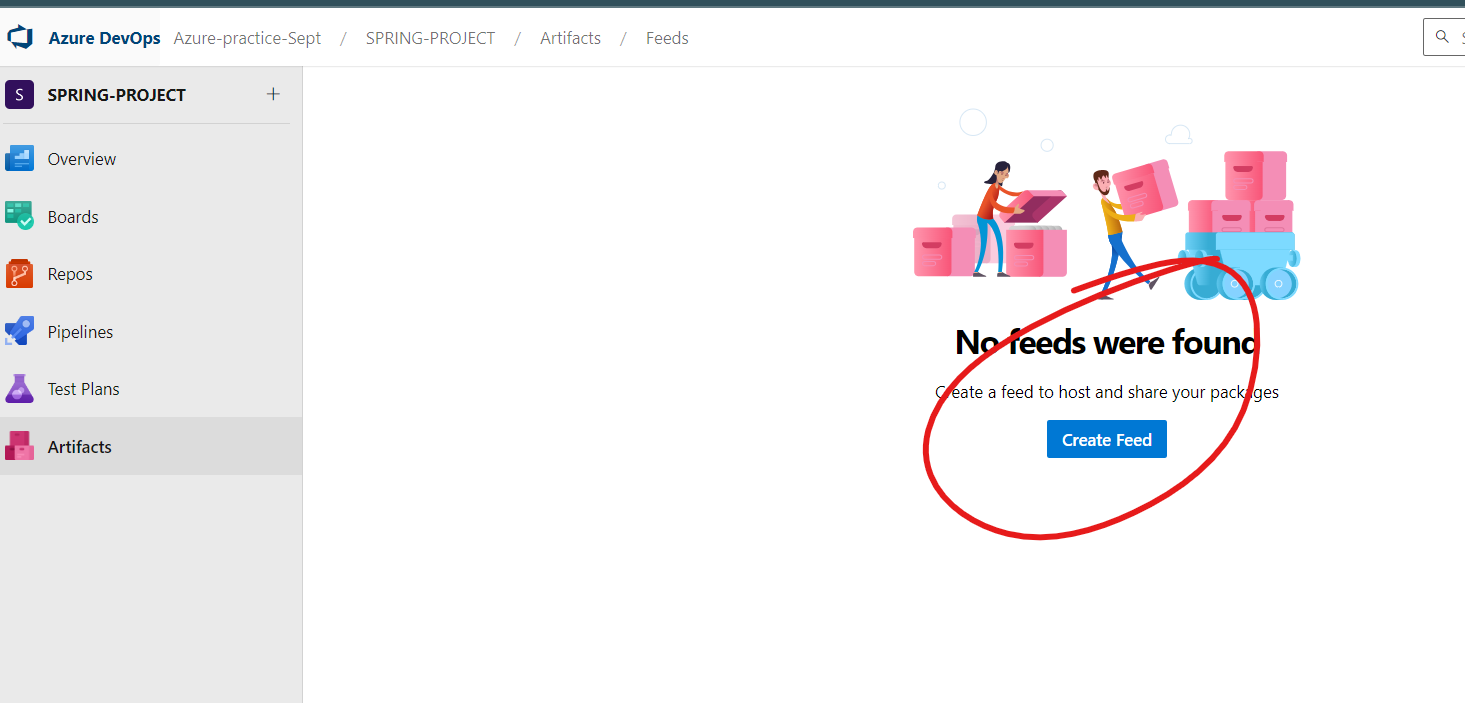 Azure DevOps Azure-practice-Sept / SPRING-PROJECT / Artifacts / Feeds
S SPRING-PROJECT +
Overview
Boards
Repos
Pipelines
Test Plans
Artifacts
No feeds were found
Create a feed to host and share your packages
Create Feed